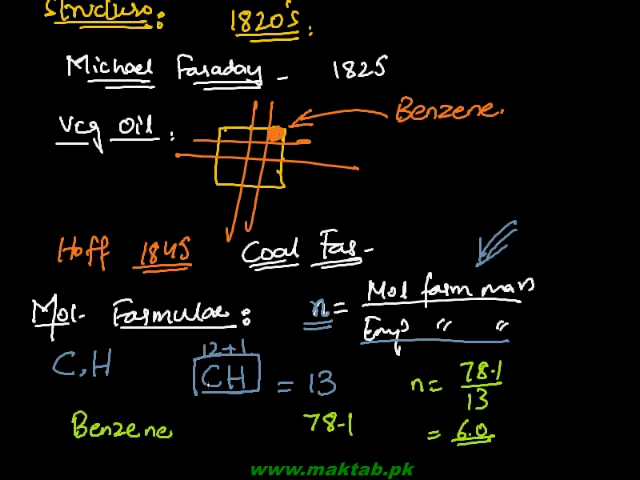 Structure: 1820's:
Michael Faraday - 1825
Veg Oil: Benzene.
Hoff 1845 Coal Tar-
Mol- Formulae: n = Mol form mass
Emp " "
C, H 12+1
CH = 13 n = 78.1
13
Benzene 78.1 = 6.0
www.maktab.pk